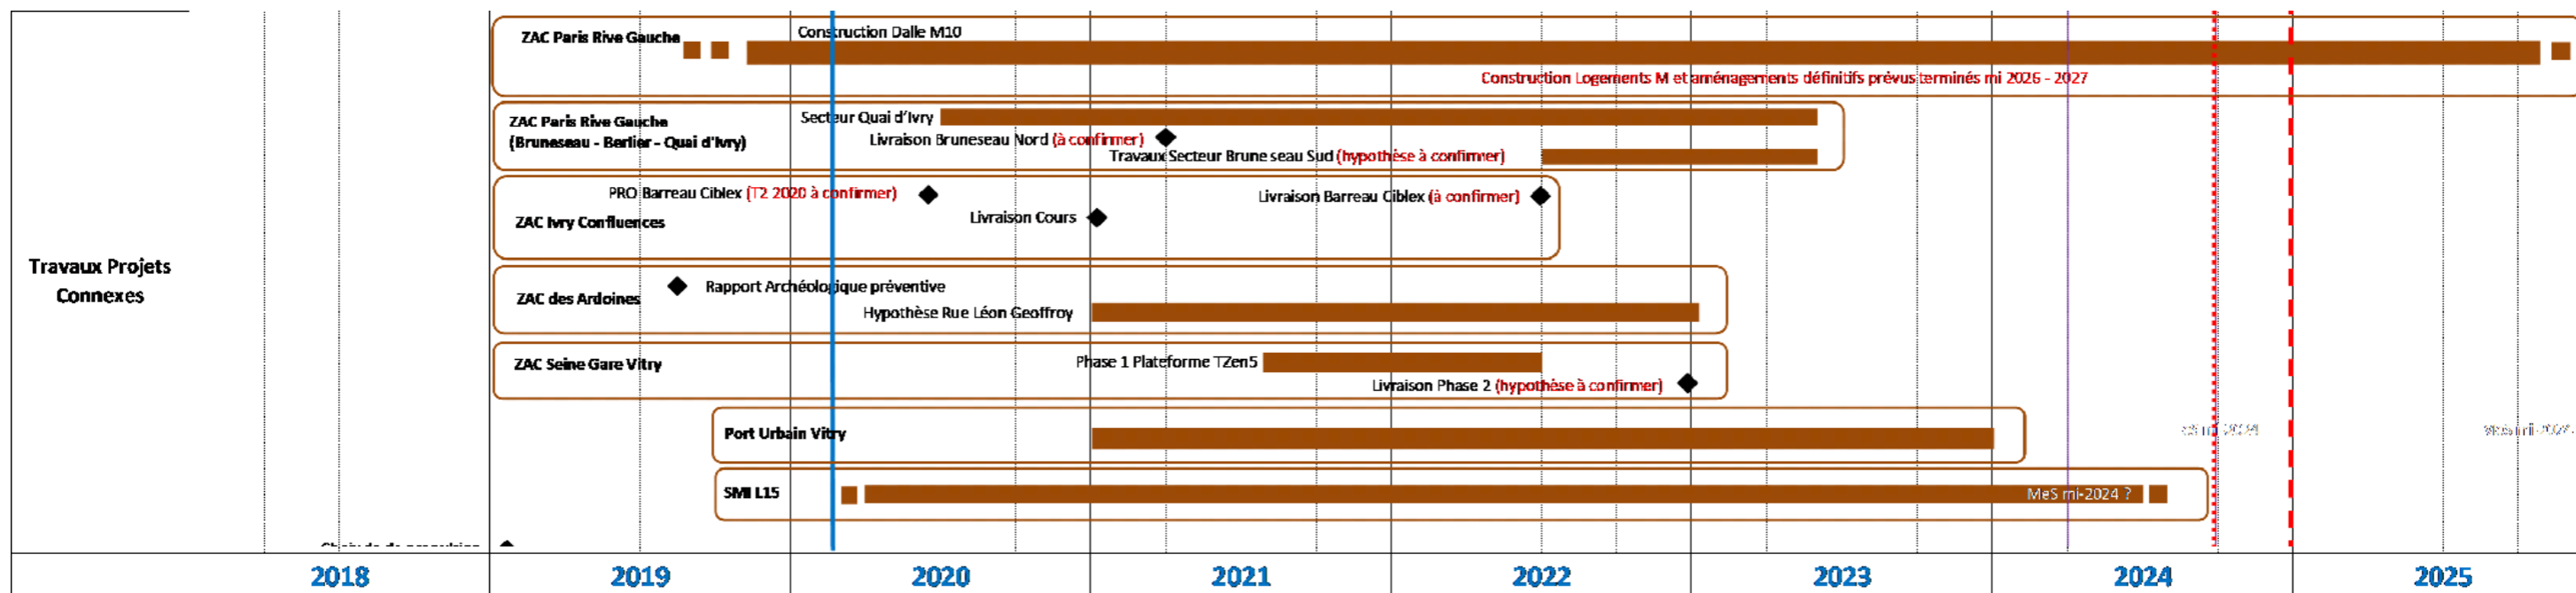 ZAC Paris Rive Gauche
Construction Dalle M10
Construction Logements M et aménagements définitifs prévus terminés mi 2026 - 2027
ZAC Paris Rive Gauche
(Bruneseau - Berlier - Quai d'Ivry)
Secteur Quai d'Ivry
Livraison Bruneseau Nord (à confirmer)
Travaux Secteur Bruneseau Sud (hypothèse à confirmer)
PRO Barreau Ciblex (T2 2020 à confirmer)
Livraison Barreau Ciblex (à confirmer)
Livraison Cours
ZAC Ivry Confluences
Travaux Projets
Connexes
Rapport Archéologique préventive
ZAC des Ardoines
Hypothèse Rue Léon Geoffroy
Phase 1 Plateforme TZen5
ZAC Seine Gare Vitry
Livraison Phase 2 (hypothèse à confirmer)
Port Urbain Vitry
SMI L15
MeS mi-2024 ?
2018 2019 2020 2021 2022 2023 2024 2025